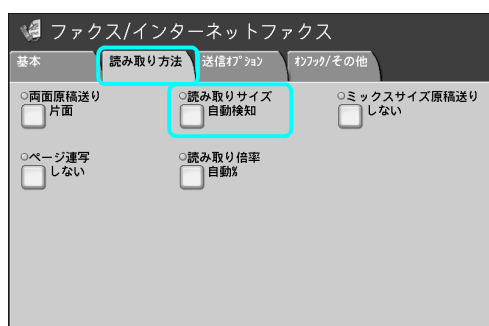 ファクス/インターネットファクス
基本
読み取り方法
送信ｵﾌﾟｼｮﾝ
ｵﾝﾌｯｸ/その他
○両面原稿送り
片面
○読み取りサイズ
自動検知
○ミックスサイズ原稿送り
しない
○ページ連写
しない
○読み取り倍率
自動%